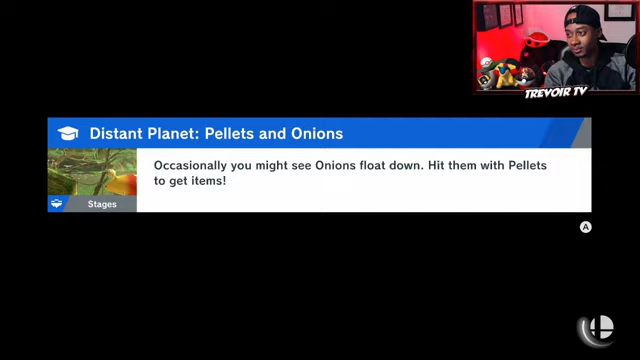 TREVOIR TV
Distant Planet: Pellets and Onions
Occasionally you might see Onions float down. Hit them with Pellets
to get items!
Stages
A